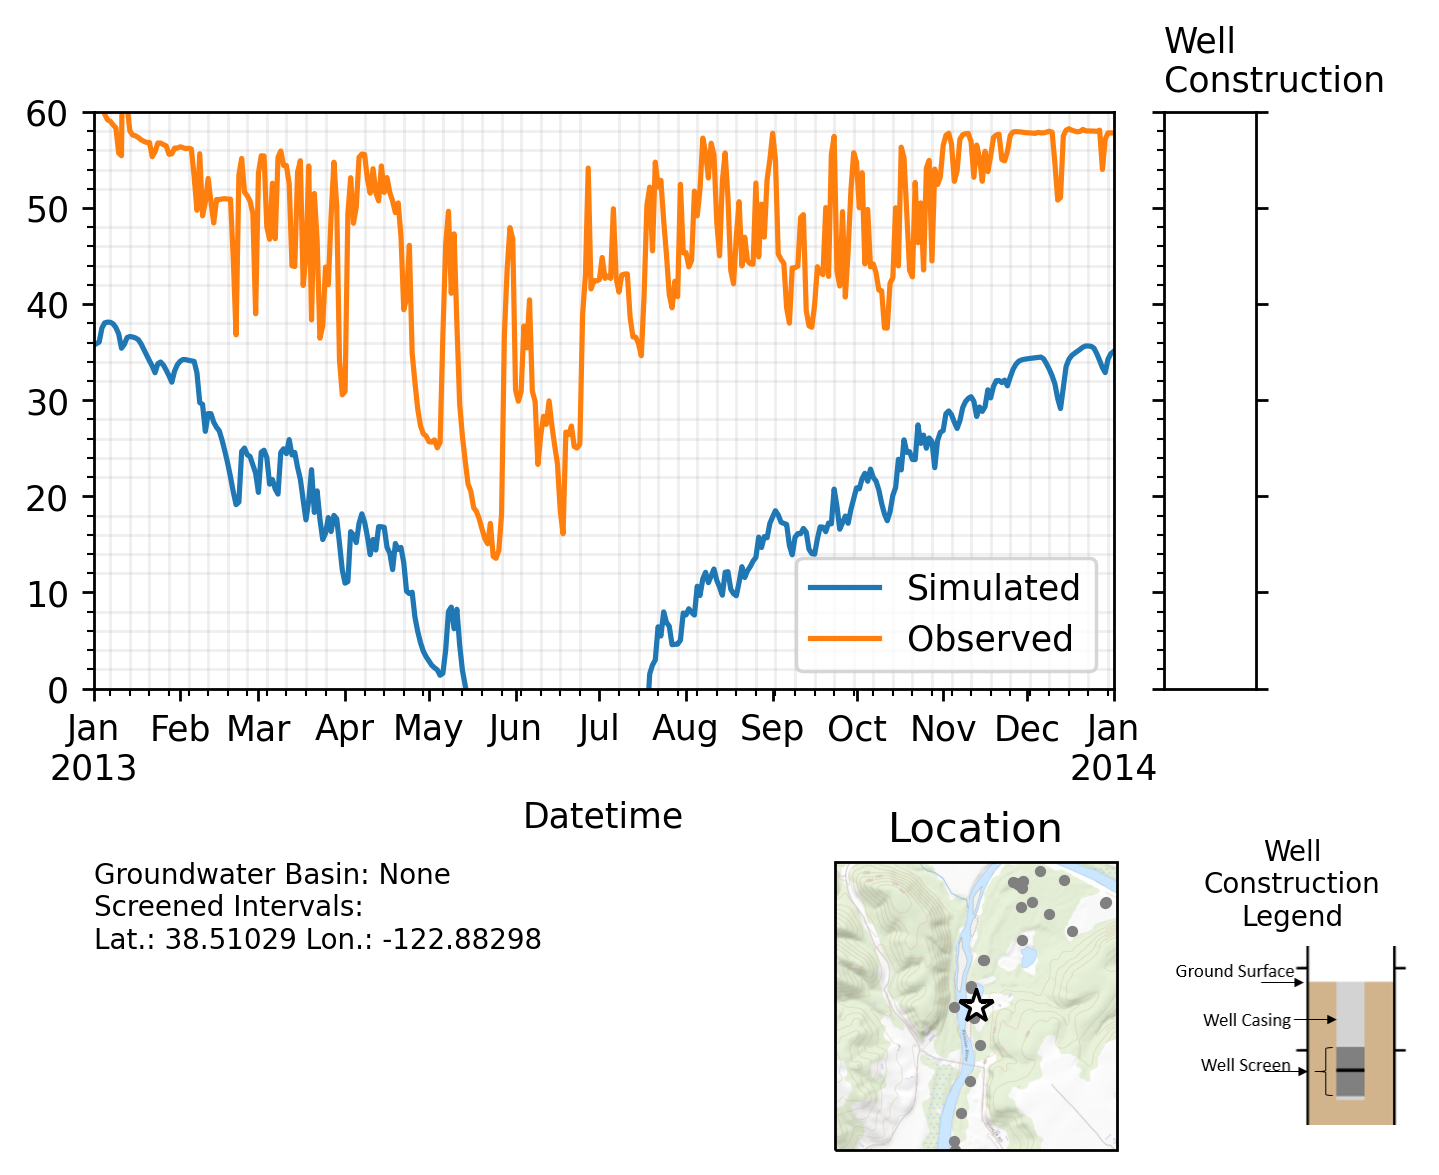 Well
Construction
60
50
40
30
20
10
0
Simulated
Observed
Jan Feb Mar Apr May Jun Jul Aug Sep Oct Nov Dec Jan
2013 2014
Datetime
Groundwater Basin: None
Screened Intervals:
Lat.: 38.51029 Lon.: -122.88298
Location
Well
Construction
Legend
Ground Surface
Well Casing
Well Screen